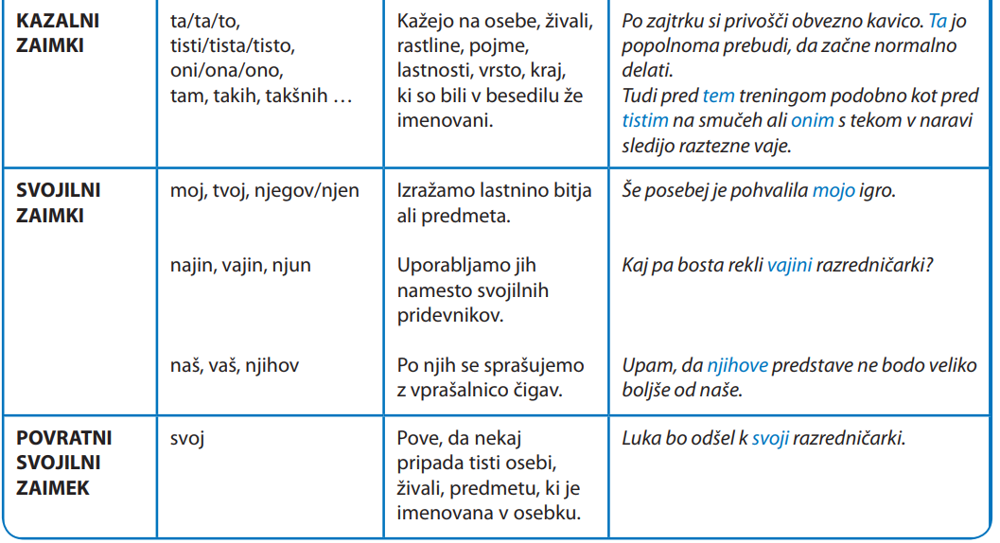 KAZALNI
ZAIMKI
ta/ta/to,
tisti/tista/tisto,
oni/ona/ono,
tam, takih, takšnih …
Kažejo na osebe, živali,
rastline, pojme,
lastnosti, vrsto, kraj,
ki so bili v besedilu že
imenovani.
Po zajtrku si privošči obvezno kavico. Ta jo
popolnoma prebudi, da začne normalno
delati.
Tudi pred tem treningom podobno kot pred
tistim na smučeh ali onim s tekom v naravi
sledijo raztezne vaje.
SVOJILNI
ZAIMKI
moj, tvoj, njegov/njen
Izražamo lastnino bitja
ali predmeta.
Še posebej je pohvalila mojo igro.
najin, vajin, njun
Uporabljamo jih
namesto svojilnih
pridevnikov.
Kaj pa bosta rekli vajini razredničarki?
naš, vaš, njihov
Po njih se sprašujemo
z vprašalnico čigav.
Upam, da njihove predstave ne bodo veliko
boljše od naše.
POVRATNI
SVOJILNI
ZAIMEK
svoj
Pove, da nekaj
pripada tisti osebi,
živali, predmetu, ki je
imenovana v osebku.
Luka bo odšel k svoji razredničarki.